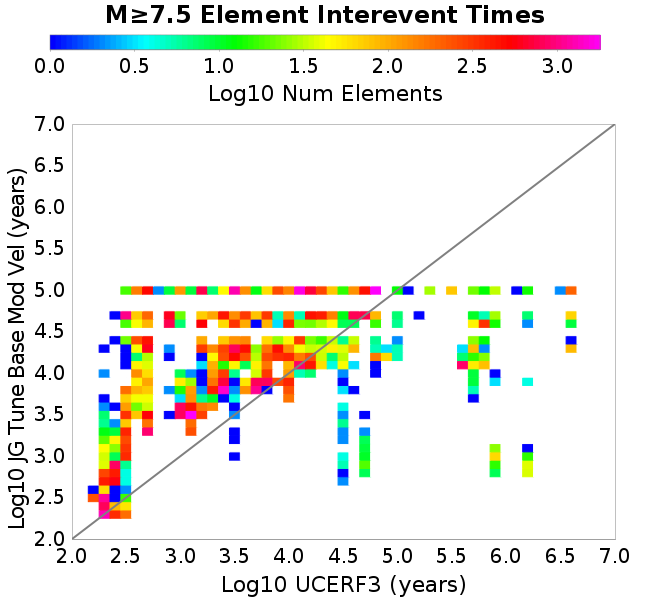 M≥7.5 Element Interevent Times
0.0 0.5 1.0 1.5 2.0 2.5 3.0
Log10 Num Elements
Log10 JG Tune Base Mod Vel (years)
7.0
6.5
6.0
5.5
5.0
4.5
4.0
3.5
3.0
2.5
2.0
2.0 2.5 3.0 3.5 4.0 4.5 5.0 5.5 6.0 6.5 7.0
Log10 UCERF3 (years)